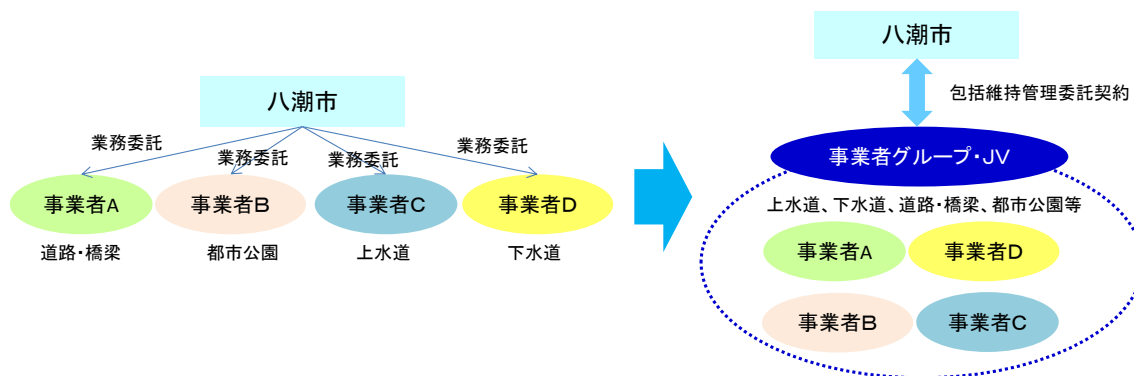 八潮市
業務委託
業務委託
業務委託
業務委託
事業者A
事業者B
事業者C
事業者D
道路・橋梁
都市公園
上水道
下水道
八潮市
包括維持管理委託契約
事業者グループ・JV
上水道、下水道、道路・橋梁、都市公園等
事業者A
事業者D
事業者B
事業者C